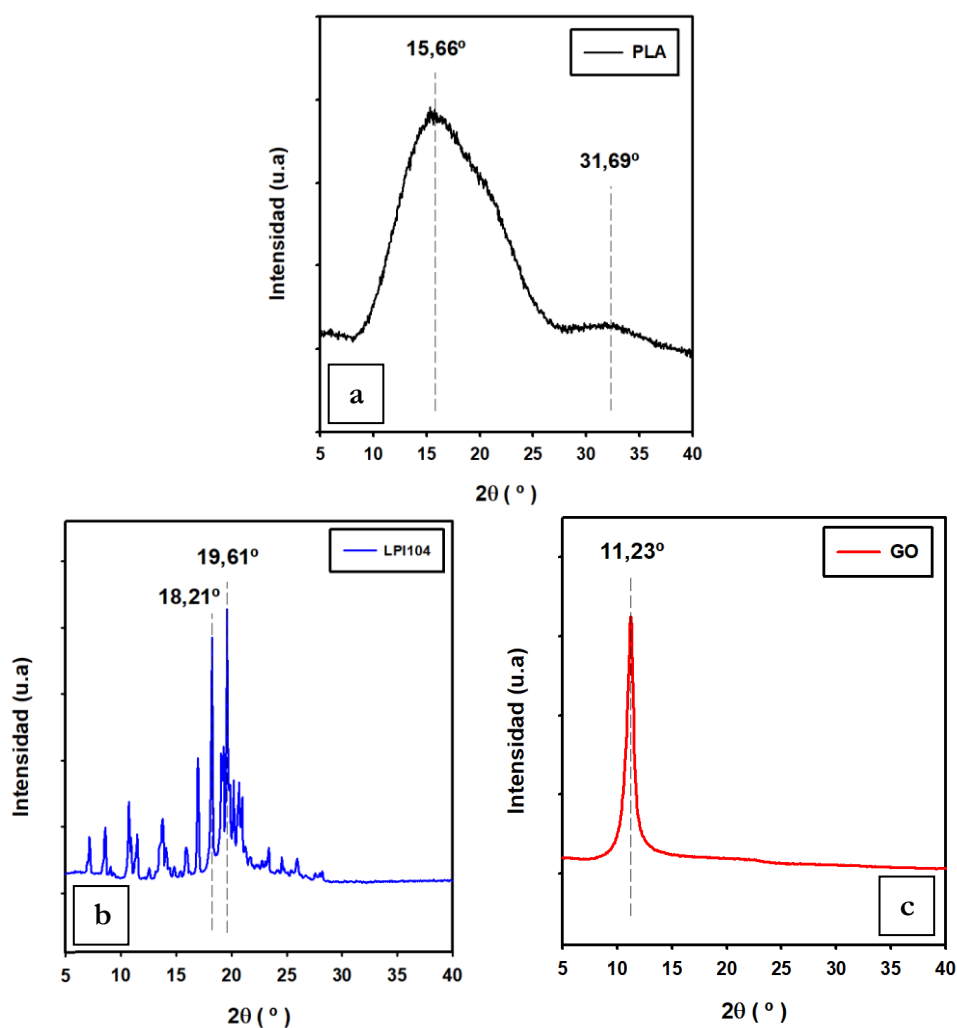 15,66º
PLA
31,69º
Intensidad (u.a)
a
5 10 15 20 25 30 35 40
2θ ( º )
LPI104
19,61º
18,21º
Intensidad (u.a)
b
5 10 15 20 25 30 35 40
2θ ( º )
GO
11,23º
Intensidad (u.a)
c
5 10 15 20 25 30 35 40
2θ ( º )